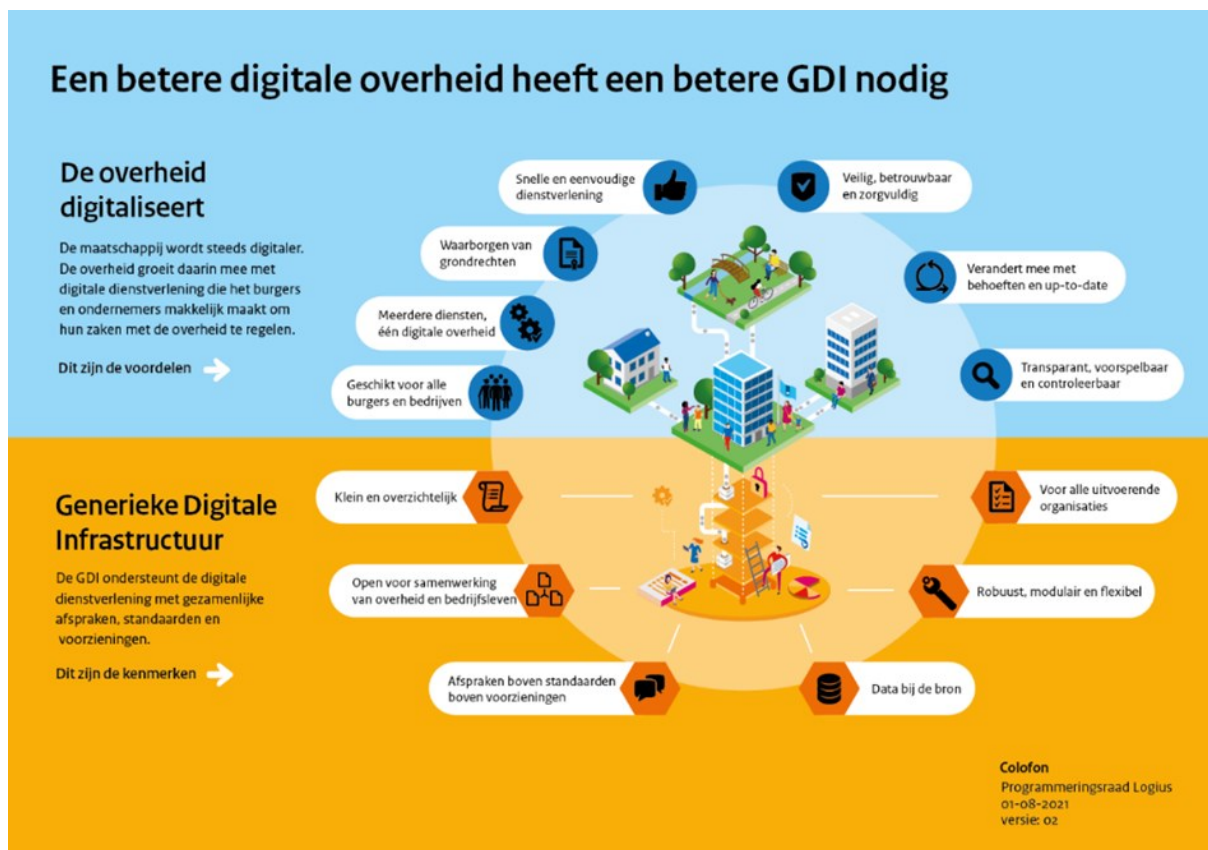 Een betere digitale overheid heeft een betere GDI nodig
De overheid
digitaliseert
De maatschappij wordt steeds digitaler.
De overheid groeit daarin mee met
digitale dienstverlening die het burgers
en ondernemers makkelijk maakt om
hun zaken met de overheid te regelen.
Dit zijn de voordelen
Snelle en eenvoudige
dienstverlening
Waarborgen van
grondrechten
Meerdere diensten,
één digitale overheid
Geschikt voor alle
burgers en bedrijven
Veilig, betrouwbaar
en zorgvuldig
Verandert mee met
behoeften en up-to-date
Transparant, voorspelbaar
en controleerbaar
Generieke Digitale
Infrastructuur
De GDI ondersteunt de digitale
dienstverlening met gezamenlijke
afspraken, standaarden en
voorzieningen.
Dit zijn de kenmerken
Klein en overzichtelijk
Open voor samenwerking
van overheid en bedrijfsleven
Afspraken boven standaarden
boven voorzieningen
Voor alle uitvoerende
organisaties
Robuust, modulair en flexibel
Data bij de bron
Colofon
Programmeringsraad Logius
01-08-2021
versie: 02